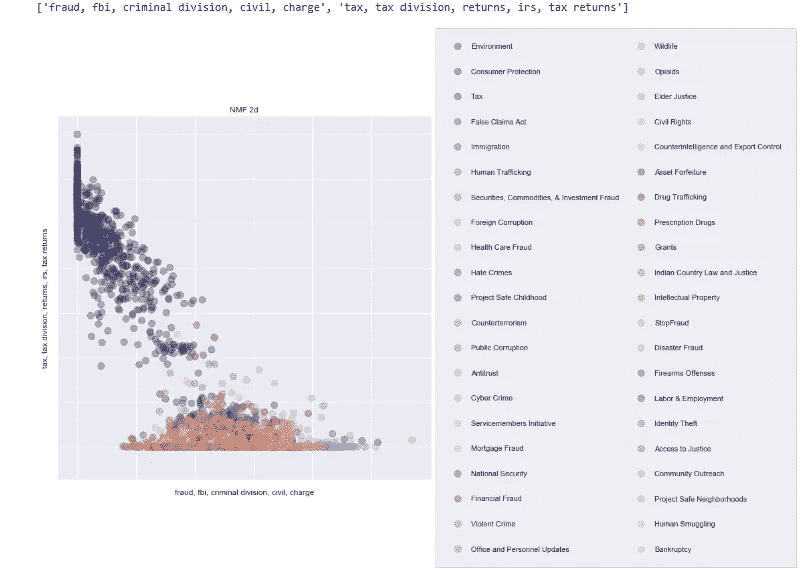 ['fraud, fbi, criminal division, civil, charge', 'tax, tax division, returns, irs, tax returns']
NMF 2d
tax, tax division, returns, irs, tax returns
fraud, fbi, criminal division, civil, charge
Environment
Consumer Protection
Tax
False Claims Act
Immigration
Human Trafficking
Securities, Commodities, & Investment Fraud
Foreign Corruption
Health Care Fraud
Hate Crimes
Project Safe Childhood
Counterterrorism
Public Corruption
Antitrust
Cyber Crime
Servicemembers Initiative
Mortgage Fraud
National Security
Financial Fraud
Violent Crime
Office and Personnel Updates
Wildlife
Opioids
Elder Justice
Civil Rights
Counterintelligence and Export Control
Asset Forfeiture
Drug Trafficking
Prescription Drugs
Grants
Indian Country Law and Justice
Intellectual Property
StopFraud
Disaster Fraud
Firearms Offenses
Labor & Employment
Identity Theft
Access to Justice
Community Outreach
Project Safe Neighborhoods
Human Smuggling
Bankruptcy